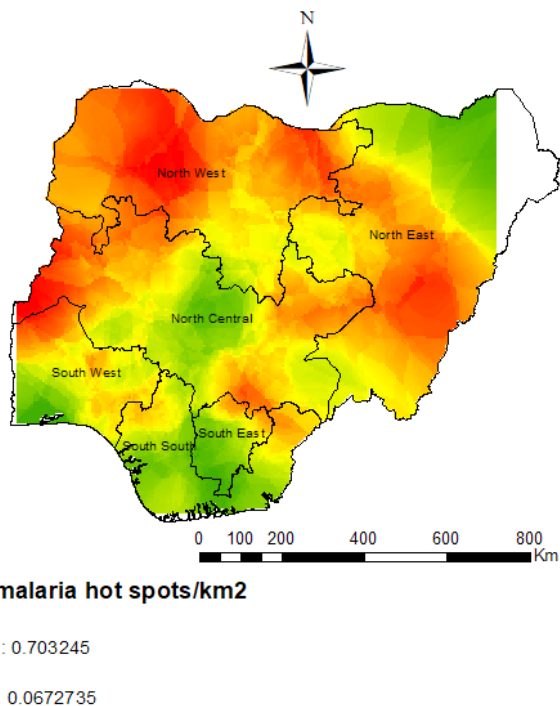 N
North West
North East
North Central
South West
South East
South South
0 100 200 400 600 800
Km
malaria hot spots/km2
: 0.703245
0.0672735